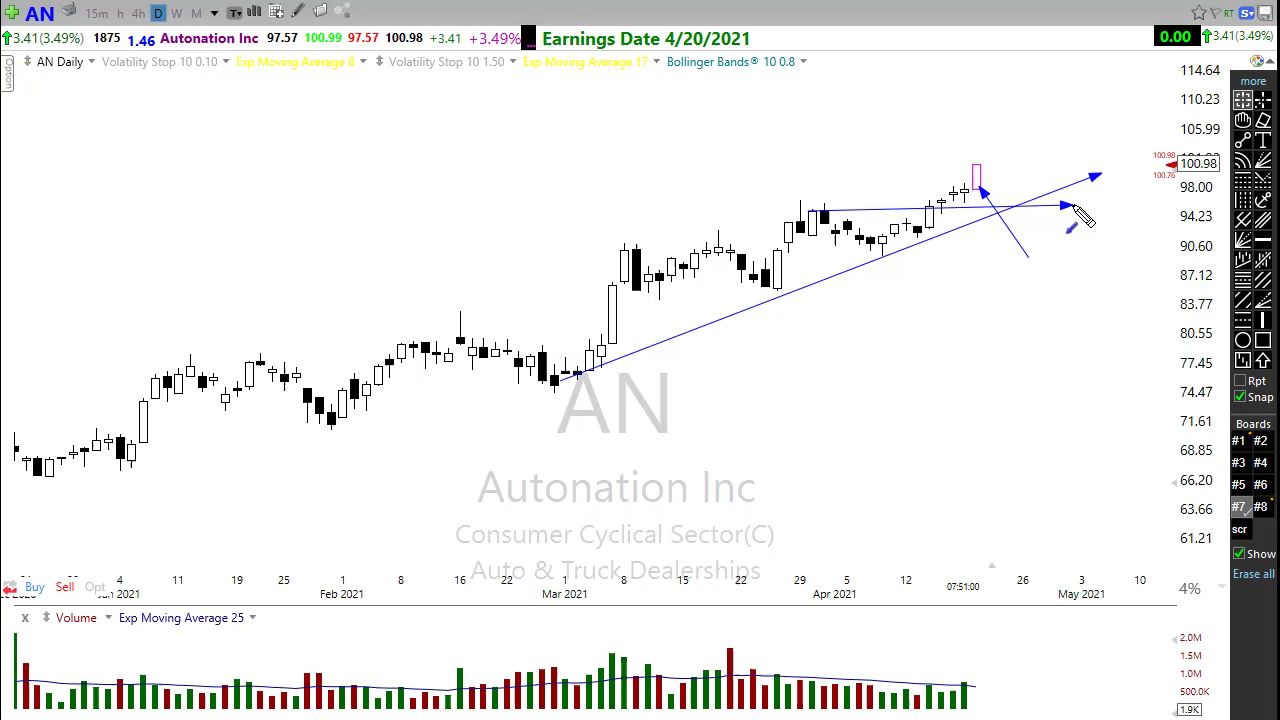 AN 15m h 4h D W M T RT
3.41(3.49%) 1875 1.46 Autonation Inc 97.57 100.99 97.57 100.98 +3.41 +3.49% ... Earnings Date 4/20/2021 0.00 3.41(3.49%)
Option
AN Daily Volatility Stop 10 0.10 Exp Moving Average 8 Volatility Stop 10 1.50 Exp Moving Average 17 Bollinger Bands® 10 0.8
114.64
110.23
105.99
100.98
100.98
100.76
98.00
94.23
90.60
87.12
83.77
80.55
77.45
74.47
71.61
68.85
66.20
63.66
61.21
more
T
Rpt
Snap
Boards
#1 #2
#3 #4
#5 #6
#7 #8
scr
Show
Erase all
AN
Autonation Inc
Consumer Cyclical Sector(C)
Auto & Truck Dealerships
Buy Sell Opt
4 11 19 25 1 8 16 22 1 8 15 22 29 5 12 07:51:00 26 3 10
2021 Feb 2021 Mar 2021 Apr 2021 May 2021
4%
x Volume Exp Moving Average 25
2.0M
1.5M
1.0M
500.0K
1.9K